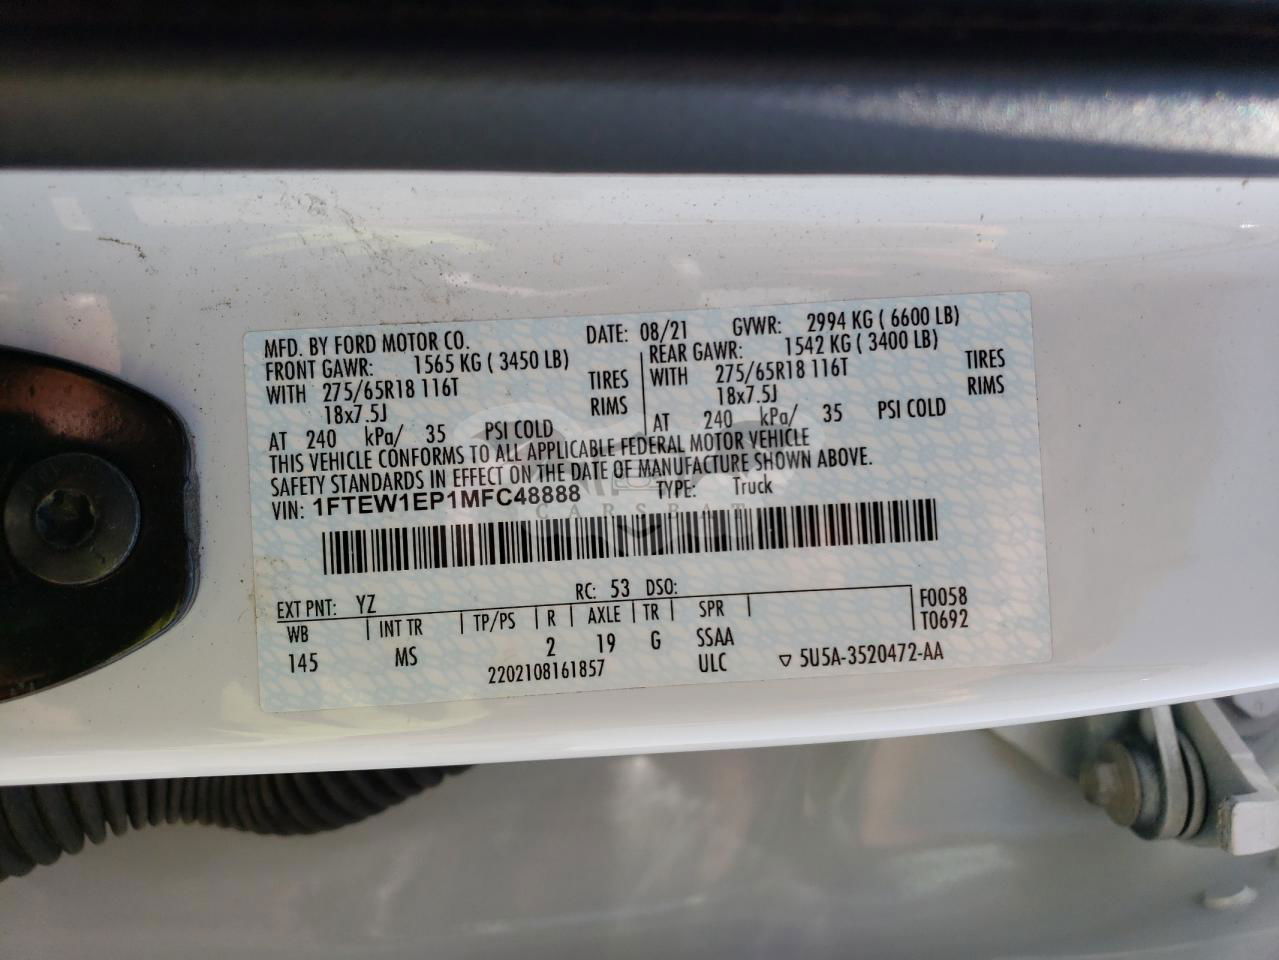 MFD. BY FORD MOTOR CO. DATE: 08/21 GVWR: 2994 KG ( 6600 LB)
FRONT GAWR: 1565 KG ( 3450 LB) REAR GAWR: 1542 KG ( 3400 LB)
WITH 275/65R18 116T TIRES WITH 275/65R18 116T TIRES
18x7.5J RIMS 18x7.5J RIMS
AT 240 kPa/ 35 PSI COLD AT 240 kPa/ 35 PSI COLD
THIS VEHICLE CONFORMS TO ALL APPLICABLE FEDERAL MOTOR VEHICLE
SAFETY STANDARDS IN EFFECT ON THE DATE OF MANUFACTURE SHOWN ABOVE.
VIN: 1FTEW1EP1MFC48888 TYPE: Truck
CARSBAT
EXT PNT: YZ RC: 53 DSO: F0058
WB INT TR TP/PS R AXLE TR SPR T0692
145 MS 2 19 G SSAA
2202108161857 ULC ▽ 5U5A-3520472-AA